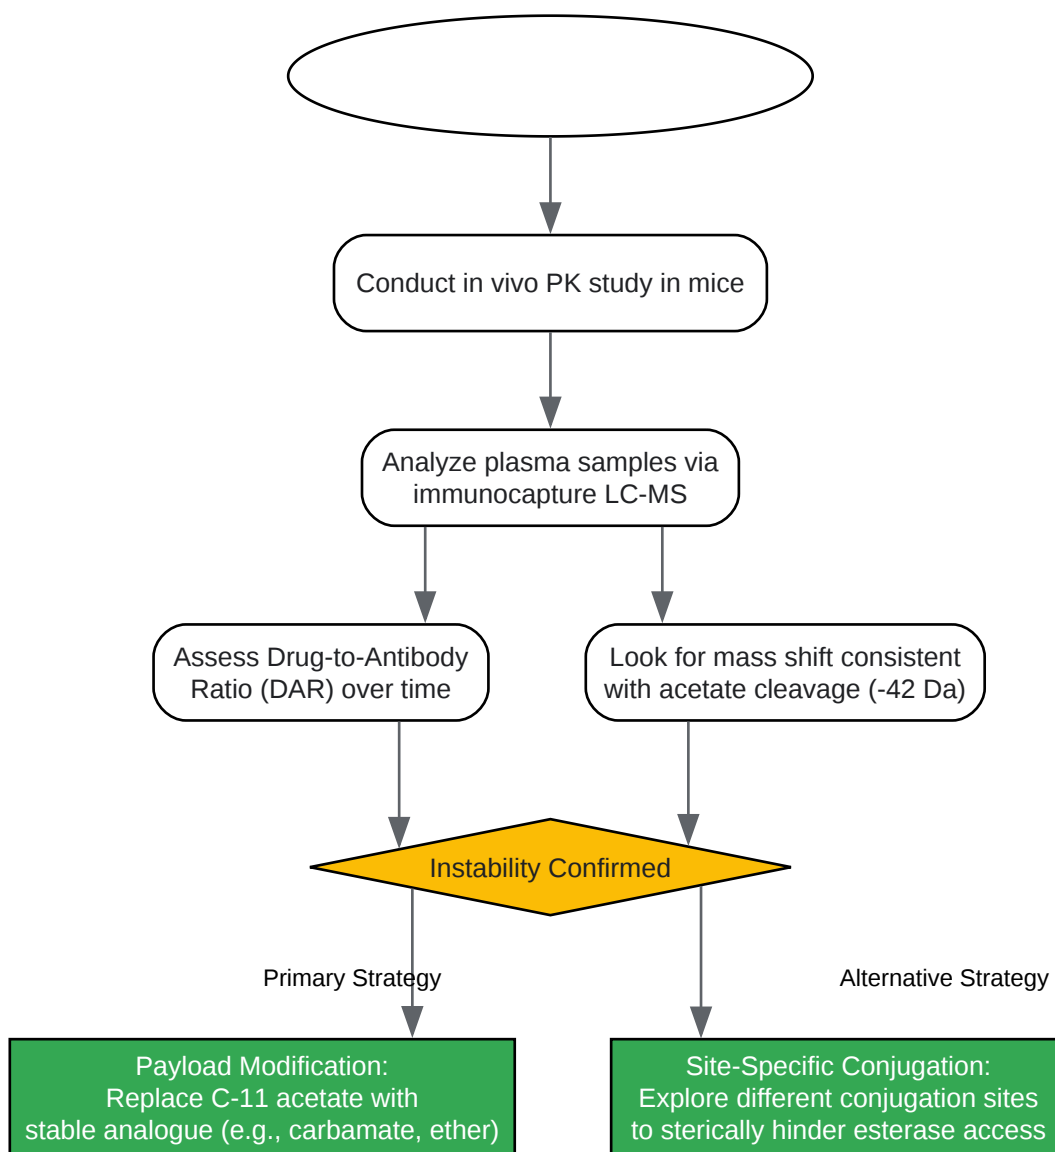 Conduct in vivo PK study in mice
Analyze plasma samples via
immunocapture LC-MS
Assess Drug-to-Antibody
Ratio (DAR) over time
Look for mass shift consistent
with acetate cleavage (-42 Da)
Instability Confirmed
Primary Strategy
Alternative Strategy
Payload Modification:
Replace C-11 acetate with
stable analogue (e.g., carbamate, ether)
Site-Specific Conjugation:
Explore different conjugation sites
to sterically hinder esterase access